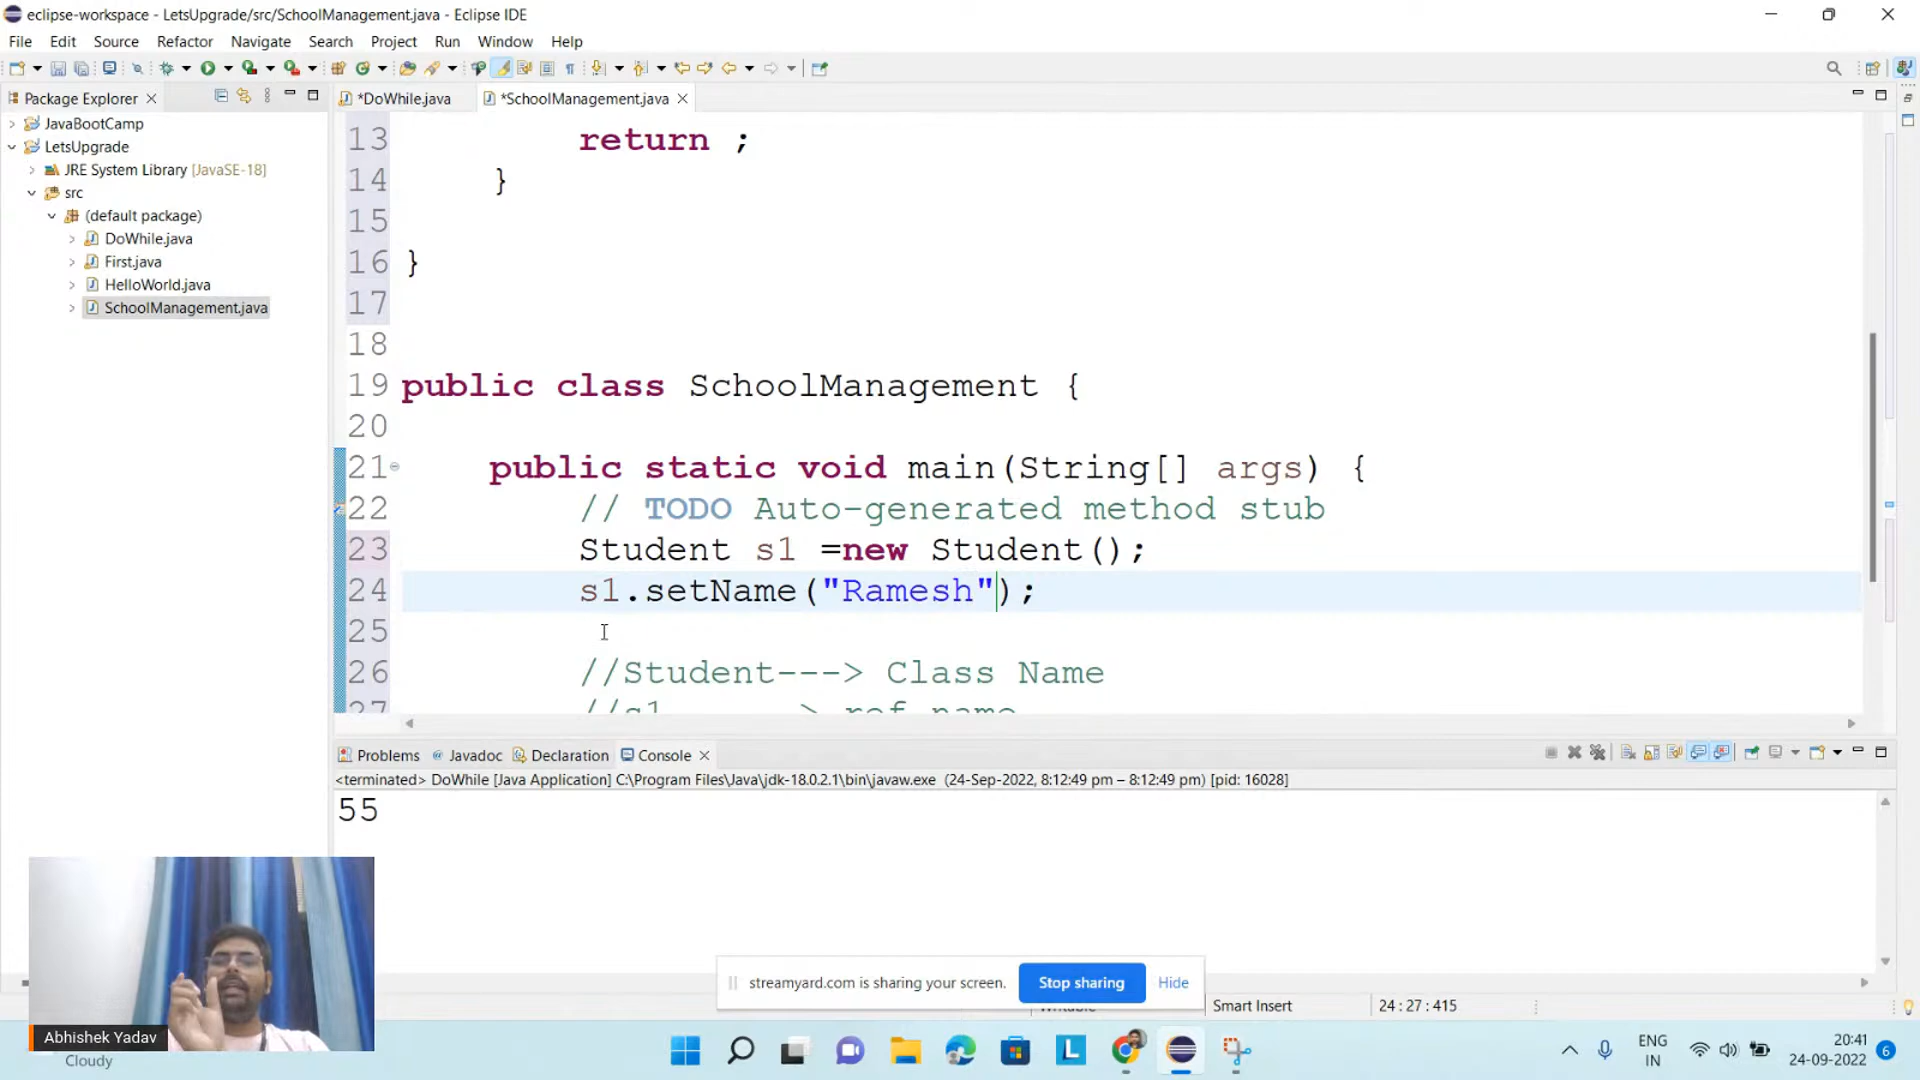 eclipse-workspace - LetsUpgrade/src/SchoolManagement.java - Eclipse IDE
File Edit Source Refactor Navigate Search Project Run Window Help
Package Explorer
*DoWhile.java
*SchoolManagement.java
JavaBootCamp
LetsUpgrade
JRE System Library [JavaSE-18]
src
(default package)
DoWhile.java
First.java
HelloWorld.java
SchoolManagement.java
13 return ;
14 }
15
16 }
17
18
19 public class SchoolManagement {
20
21 public static void main(String[] args) {
22 // TODO Auto-generated method stub
23 Student s1 =new Student();
24 s1.setName("Ramesh");
25
26 //Student---> Class Name
27 //s1 > ref name
Problems @ Javadoc Declaration Console
<terminated> DoWhile [Java Application] C:\Program Files\Java\jdk-18.0.2.1\bin\javaw.exe (24-Sep-2022, 8:12:49 pm – 8:12:49 pm) [pid: 16028]
55
streamyard.com is sharing your screen. Stop sharing Hide
Writable Smart Insert 24 : 27 : 415
Abhishek Yadav
Cloudy
L
ENG
IN
20:41
24-09-2022
6